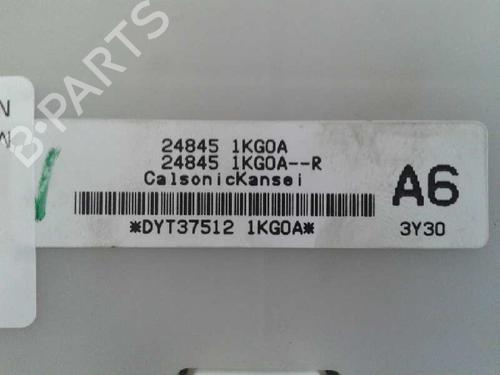 24845 1KG0A
24845 1KG0A--R
CalsonicKansei
A6
*DYT37512 1KG0A*
3Y30
N
W
B-PARTS